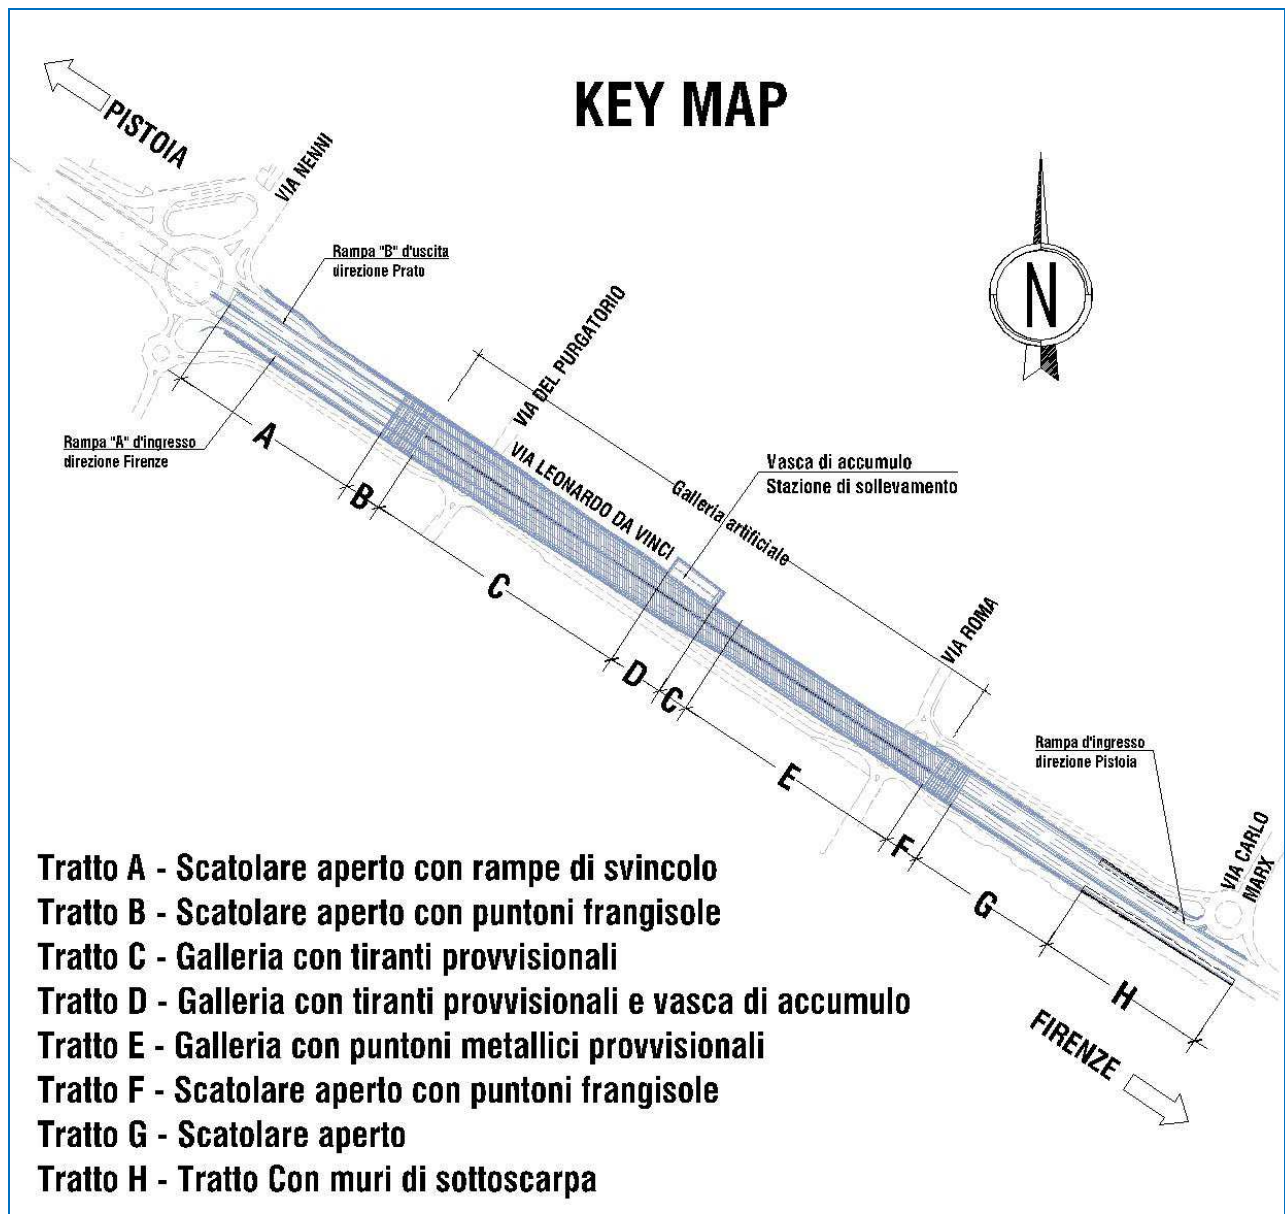 KEY MAP
PISTOIA
VIA NENNI
N
Rampa "B" d'uscita
direzione Prato
VIA DEL PURGATORIO
Rampa "A" d'ingresso
direzione Firenze
A
B
VIA LEONARDO DA VINCI
Galleria artificiale
Vasca di accumulo
Stazione di sollevamento
C
D
C
VIA ROMA
E
F
Rampa d'ingresso
direzione Pistoia
VIA CARLO
MARX
G
H
FIRENZE
Tratto A - Scatolare aperto con rampe di svincolo
Tratto B - Scatolare aperto con puntoni frangisole
Tratto C - Galleria con tiranti provvisionali
Tratto D - Galleria con tiranti provvisionali e vasca di accumulo
Tratto E - Galleria con puntoni metallici provvisionali
Tratto F - Scatolare aperto con puntoni frangisole
Tratto G - Scatolare aperto
Tratto H - Tratto Con muri di sottoscarpa